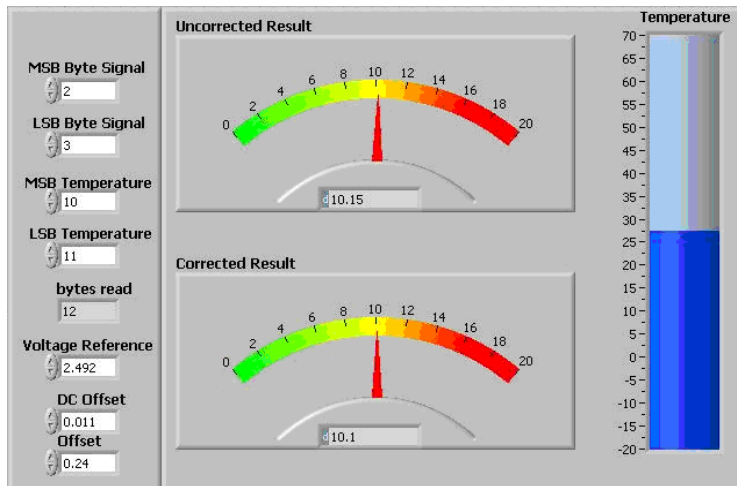 MSB Byte Signal
2
LSB Byte Signal
3
MSB Temperature
10
LSB Temperature
11
bytes read
12
Voltage Reference
2.492
DC Offset
0.011
Offset
0.24
Uncorrected Result
0 2 4 6 8 10 12 14 16 18 20
d 10.15
Corrected Result
0 2 4 6 8 10 12 14 16 18 20
d 10.1
Temperature
70
65
60
55
50
45
40
35
30
25
20
15
10
5
0
-5
-10
-15
-20